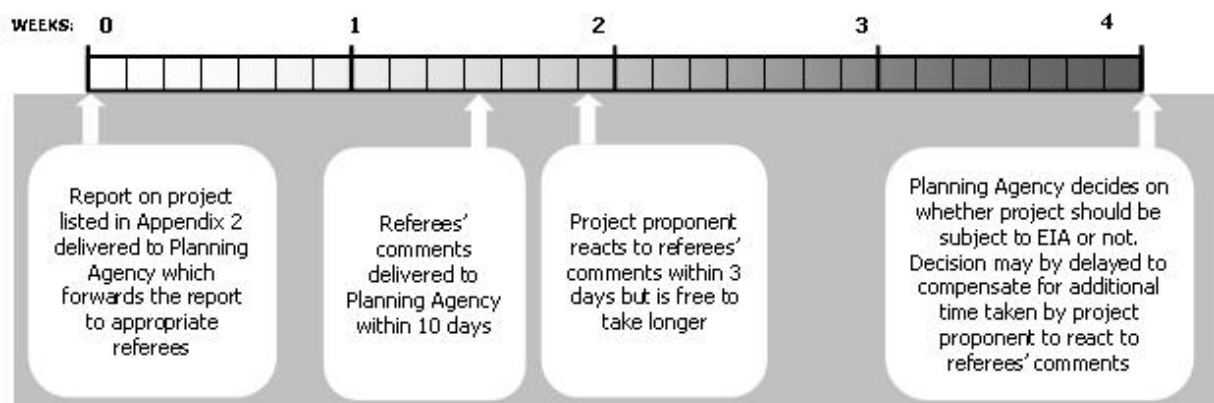 WEEKS: 0 1 2 3 4
Report on project
listed in Appendix 2
delivered to Planning
Agency which
forwards the report
to appropriate
referees
Referees'
comments
delivered to
Planning Agency
within 10 days
Project proponent
reacts to referees'
comments within 3
days but is free to
take longer
Planning Agency decides on
whether project should be
subject to EIA or not.
Decision may by delayed to
compensate for additional
time taken by project
proponent to react to
referees' comments